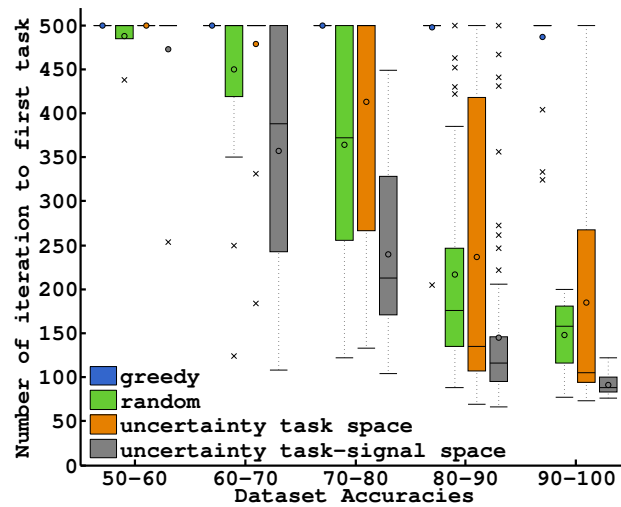 Number of iteration to first task
500
450
400
350
300
250
200
150
100
50
0
greedy
random
uncertainty task space
uncertainty task-signal space
50-60 60-70 70-80 80-90 90-100
Dataset Accuracies